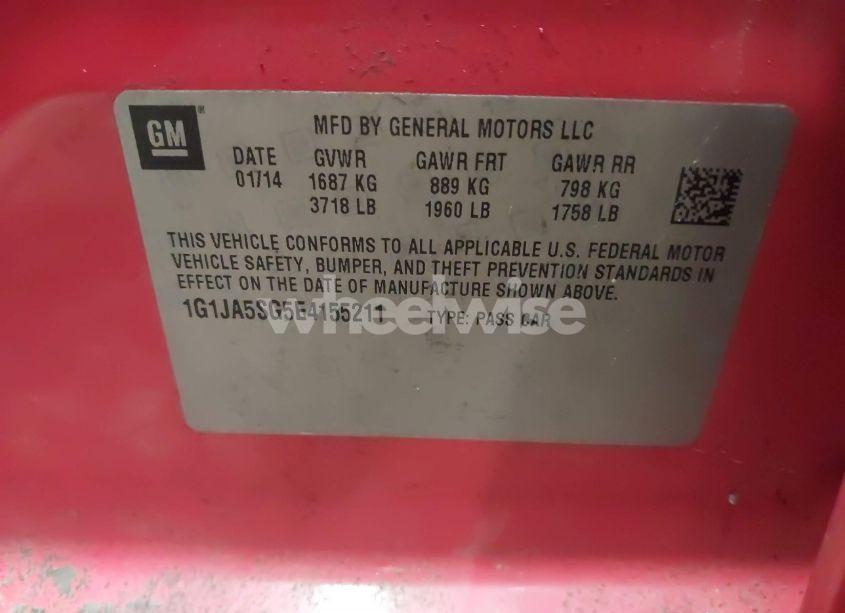 GM ®
MFD BY GENERAL MOTORS LLC
DATE GVWR GAWR FRT GAWR RR
01/14 1687 KG 889 KG 798 KG
3718 LB 1960 LB 1758 LB
THIS VEHICLE CONFORMS TO ALL APPLICABLE U.S. FEDERAL MOTOR
VEHICLE SAFETY, BUMPER, AND THEFT PREVENTION STANDARDS IN
EFFECT ON THE DATE OF MANUFACTURE SHOWN ABOVE.
1G1JA5SG5E4155211 TYPE: PASS CAR
wheelwise